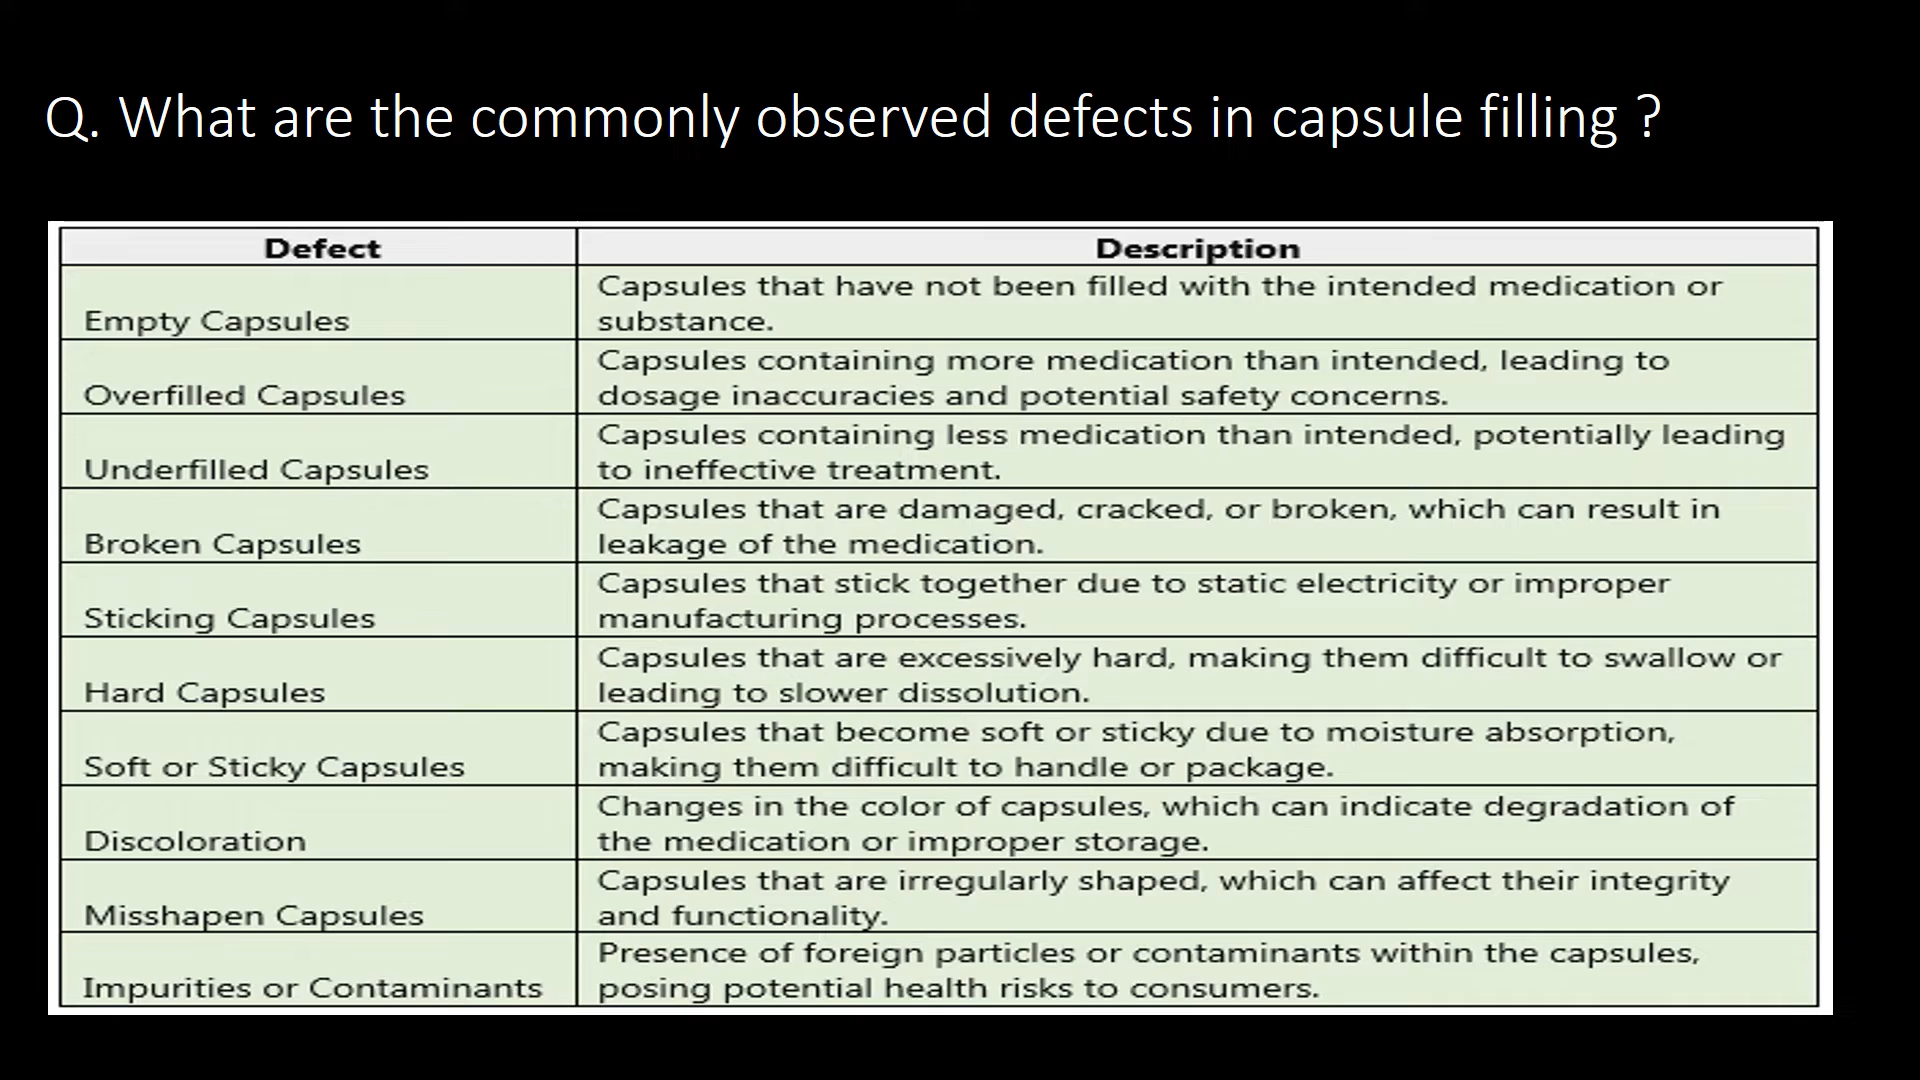 Q. What are the commonly observed defects in capsule filling ?
Defect
Description
Empty Capsules
Capsules that have not been filled with the intended medication or
substance.
Overfilled Capsules
Capsules containing more medication than intended, leading to
dosage inaccuracies and potential safety concerns.
Underfilled Capsules
Capsules containing less medication than intended, potentially leading
to ineffective treatment.
Broken Capsules
Capsules that are damaged, cracked, or broken, which can result in
leakage of the medication.
Sticking Capsules
Capsules that stick together due to static electricity or improper
manufacturing processes.
Hard Capsules
Capsules that are excessively hard, making them difficult to swallow or
leading to slower dissolution.
Soft or Sticky Capsules
Capsules that become soft or sticky due to moisture absorption,
making them difficult to handle or package.
Discoloration
Changes in the color of capsules, which can indicate degradation of
the medication or improper storage.
Misshapen Capsules
Capsules that are irregularly shaped, which can affect their integrity
and functionality.
Impurities or Contaminants
Presence of foreign particles or contaminants within the capsules,
posing potential health risks to consumers.